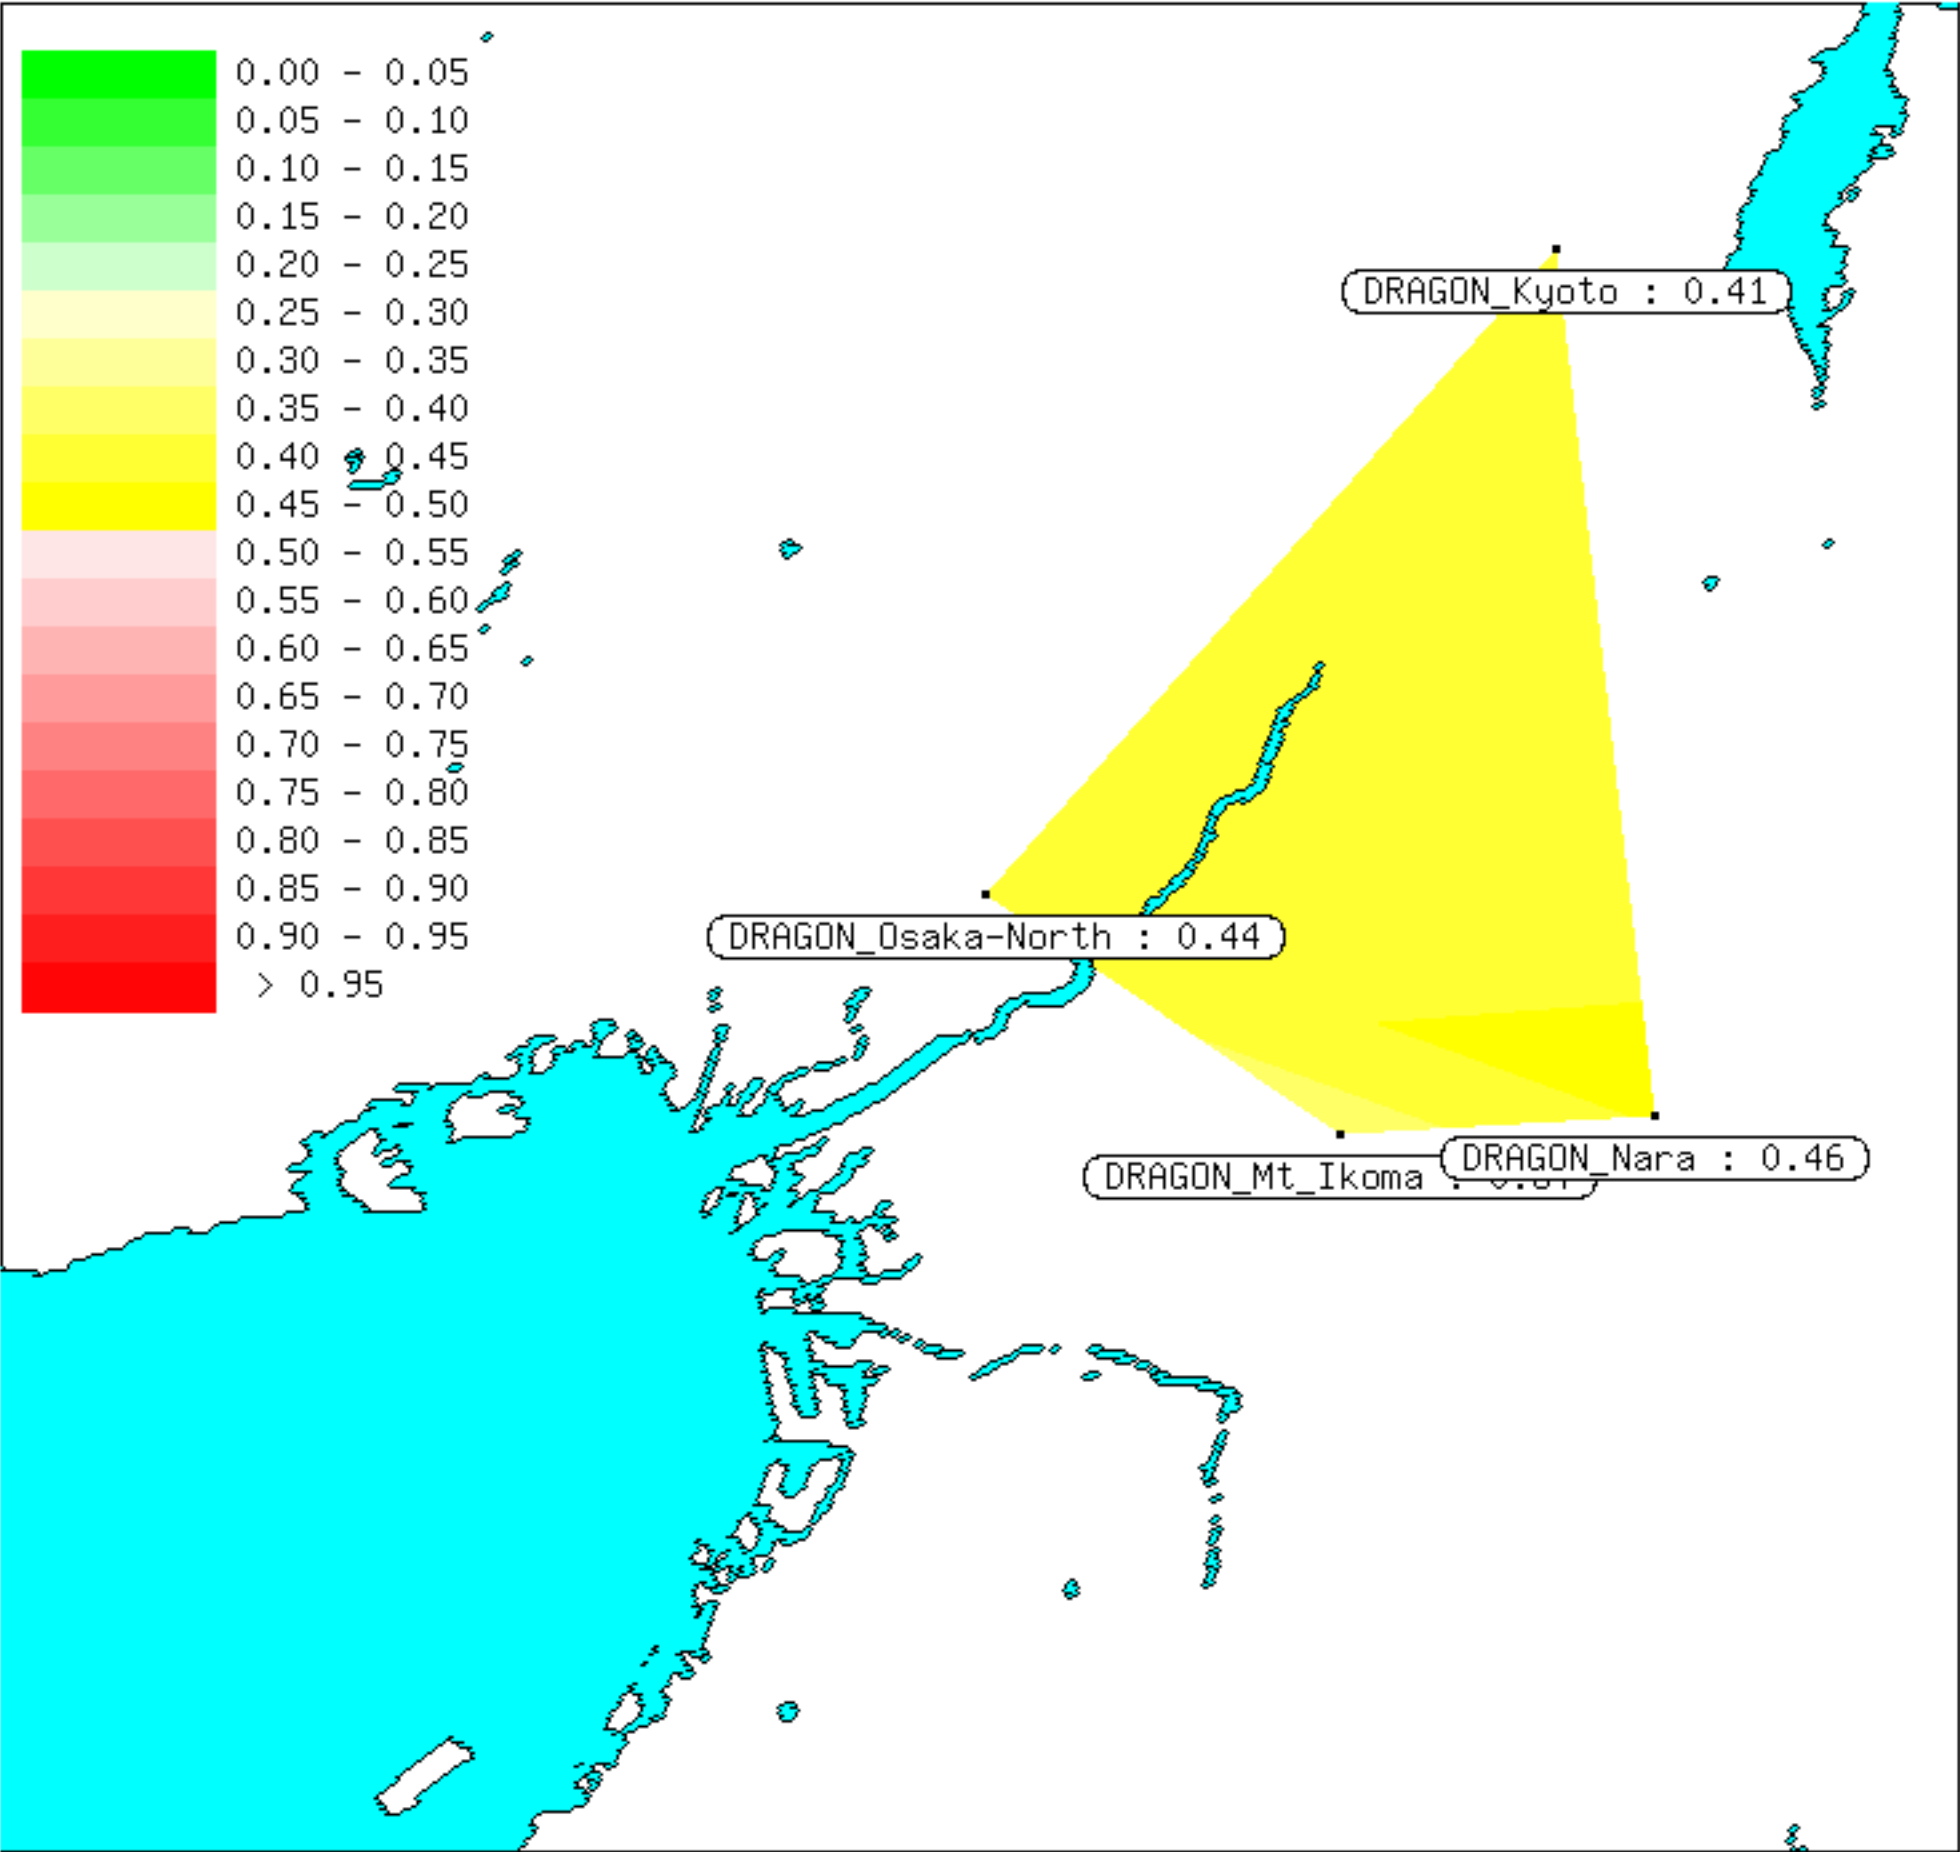 0.00 - 0.05
0.05 - 0.10
0.10 - 0.15
0.15 - 0.20
0.20 - 0.25
0.25 - 0.30
0.30 - 0.35
0.35 - 0.40
0.40 - 0.45
0.45 - 0.50
0.50 - 0.55
0.55 - 0.60
0.60 - 0.65
0.65 - 0.70
0.70 - 0.75
0.75 - 0.80
0.80 - 0.85
0.85 - 0.90
0.90 - 0.95
> 0.95
DRAGON_Kyoto : 0.41
DRAGON_Osaka-North : 0.44
DRAGON_Nara : 0.46
DRAGON_Mt_Ikoma :